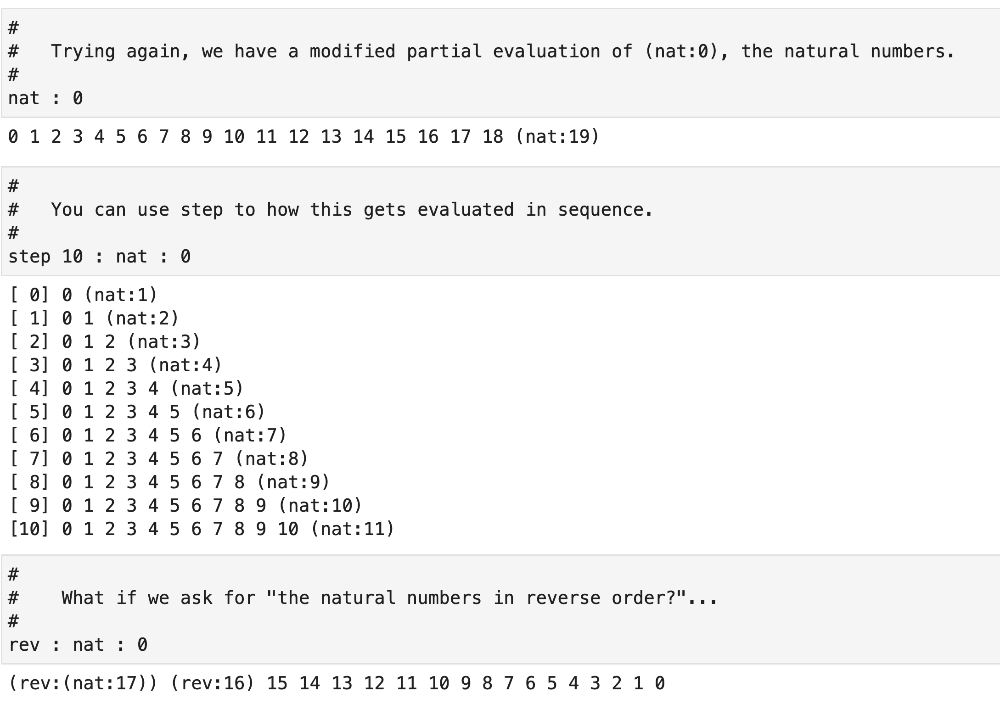 #
#   Trying again, we have a modified partial evaluation of (nat:0), the natural numbers.
#
nat : 0
0 1 2 3 4 5 6 7 8 9 10 11 12 13 14 15 16 17 18 (nat:19)
#
#   You can use step to how this gets evaluated in sequence.
#
step 10 : nat : 0
[ 0] 0 (nat:1)
[ 1] 0 1 (nat:2)
[ 2] 0 1 2 (nat:3)
[ 3] 0 1 2 3 (nat:4)
[ 4] 0 1 2 3 4 (nat:5)
[ 5] 0 1 2 3 4 5 (nat:6)
[ 6] 0 1 2 3 4 5 6 (nat:7)
[ 7] 0 1 2 3 4 5 6 7 (nat:8)
[ 8] 0 1 2 3 4 5 6 7 8 (nat:9)
[ 9] 0 1 2 3 4 5 6 7 8 9 (nat:10)
[10] 0 1 2 3 4 5 6 7 8 9 10 (nat:11)
#
#    What if we ask for "the natural numbers in reverse order?"...
#
rev : nat : 0
(rev:(nat:17)) (rev:16) 15 14 13 12 11 10 9 8 7 6 5 4 3 2 1 0